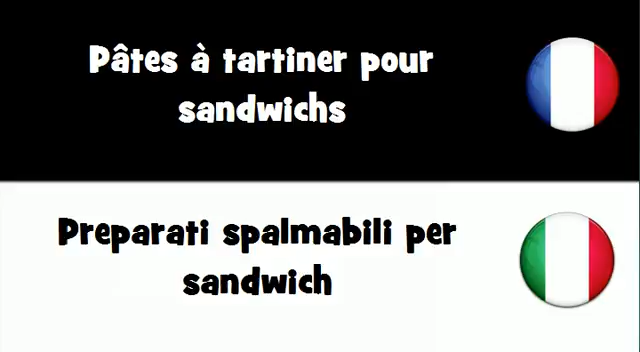 Pâtes à tartiner pour
sandwichs
Preparati spalmabili per
sandwich